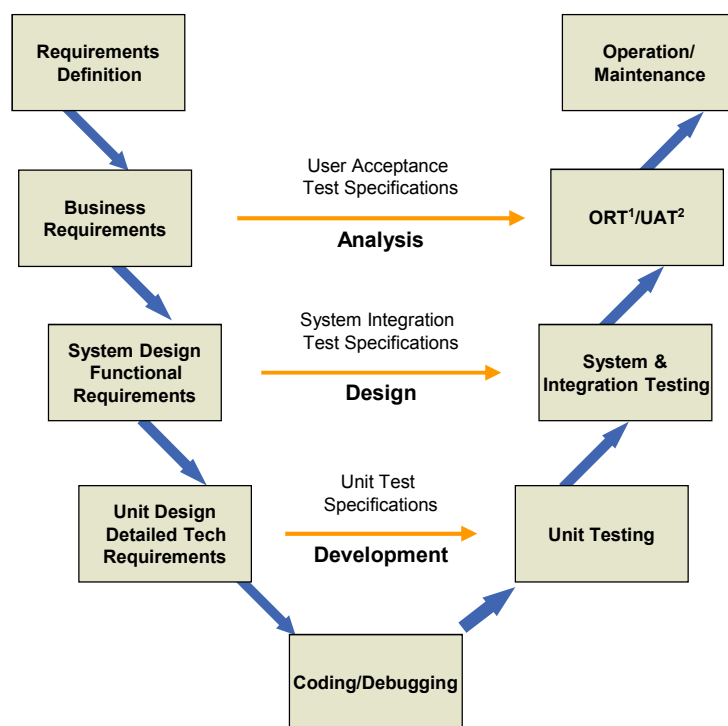 Requirements
Definition
Operation/
Maintenance
User Acceptance
Test Specifications
Analysis
Business
Requirements
ORT¹/UAT²
System Integration
Test Specifications
Design
System Design
Functional
Requirements
System &
Integration Testing
Unit Test
Specifications
Development
Unit Design
Detailed Tech
Requirements
Unit Testing
Coding/Debugging